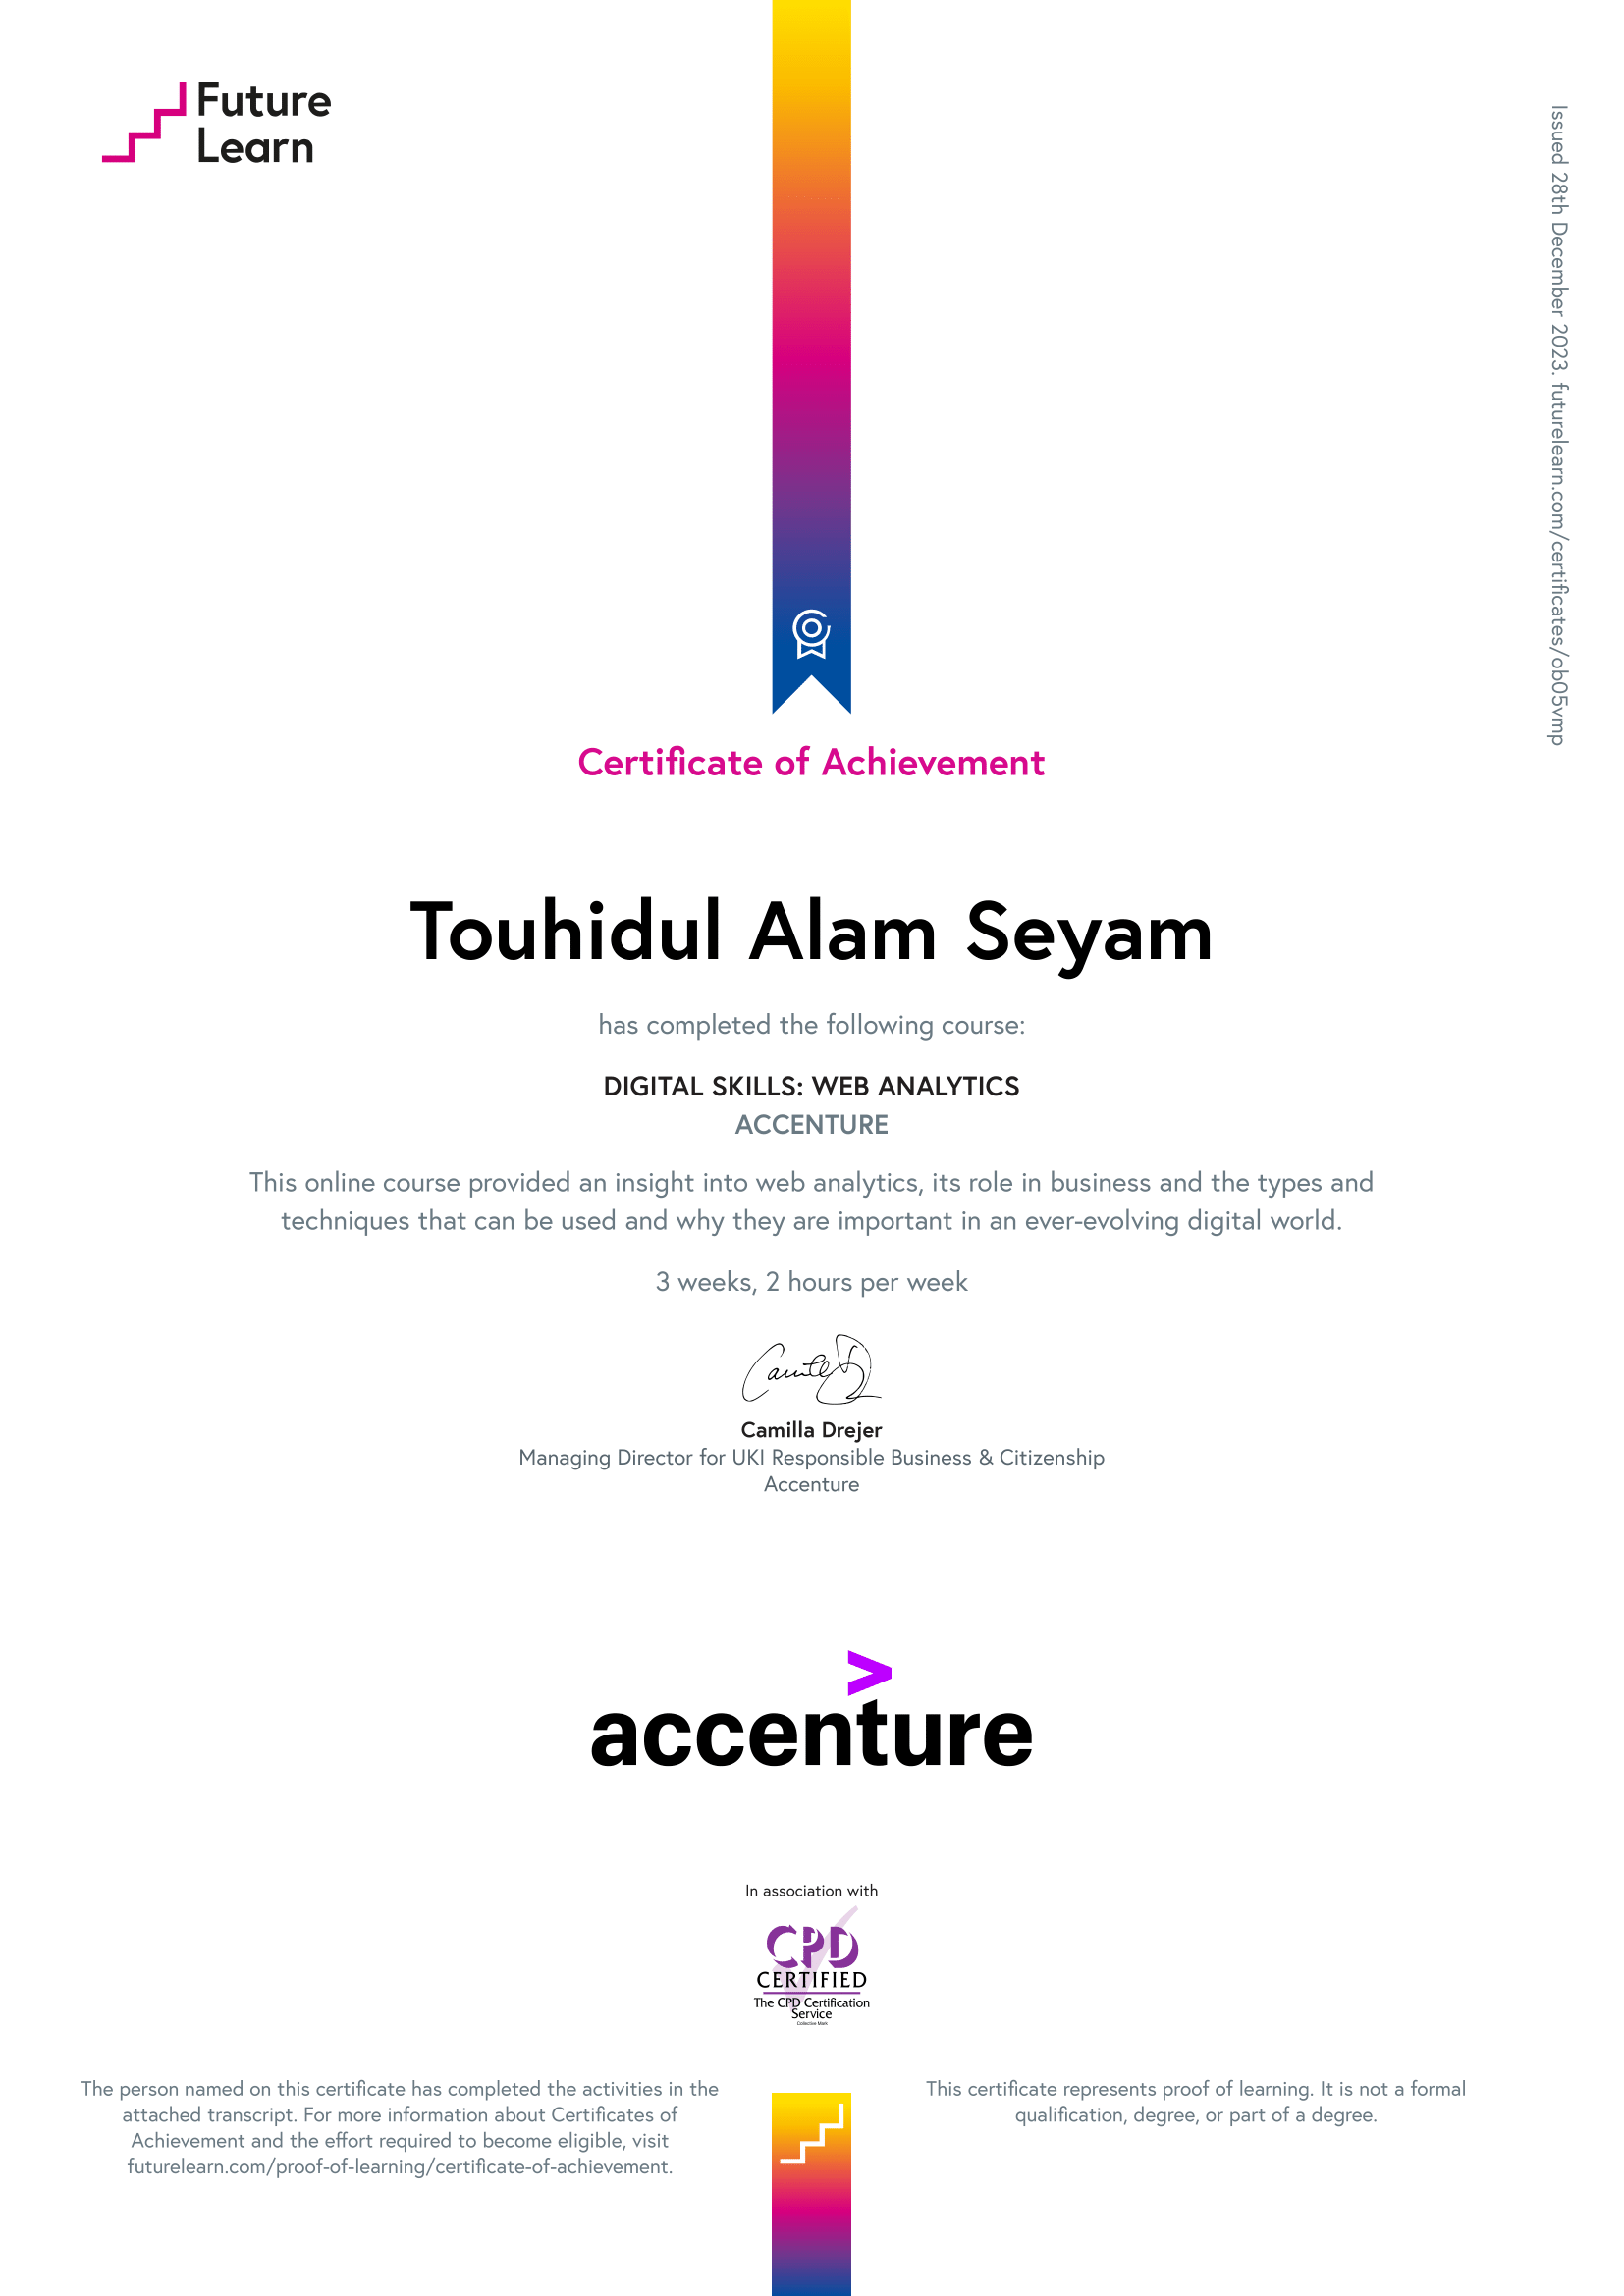 Future
Learn
Issued 28th December 2023. futurelearn.com/certificates/ob05vmp
Certificate of Achievement
Touhidul Alam Seyam
has completed the following course:
DIGITAL SKILLS: WEB ANALYTICS
ACCENTURE
This online course provided an insight into web analytics, its role in business and the types and
techniques that can be used and why they are important in an ever-evolving digital world.
3 weeks, 2 hours per week
Camilla Drejer
Managing Director for UKI Responsible Business & Citizenship
Accenture
accenture
In association with
CPD
CERTIFIED
The CPD Certification
Service
Collective Mark
The person named on this certificate has completed the activities in the
attached transcript. For more information about Certificates of
Achievement and the effort required to become eligible, visit
futurelearn.com/proof-of-learning/certificate-of-achievement.
This certificate represents proof of learning. It is not a formal
qualification, degree, or part of a degree.